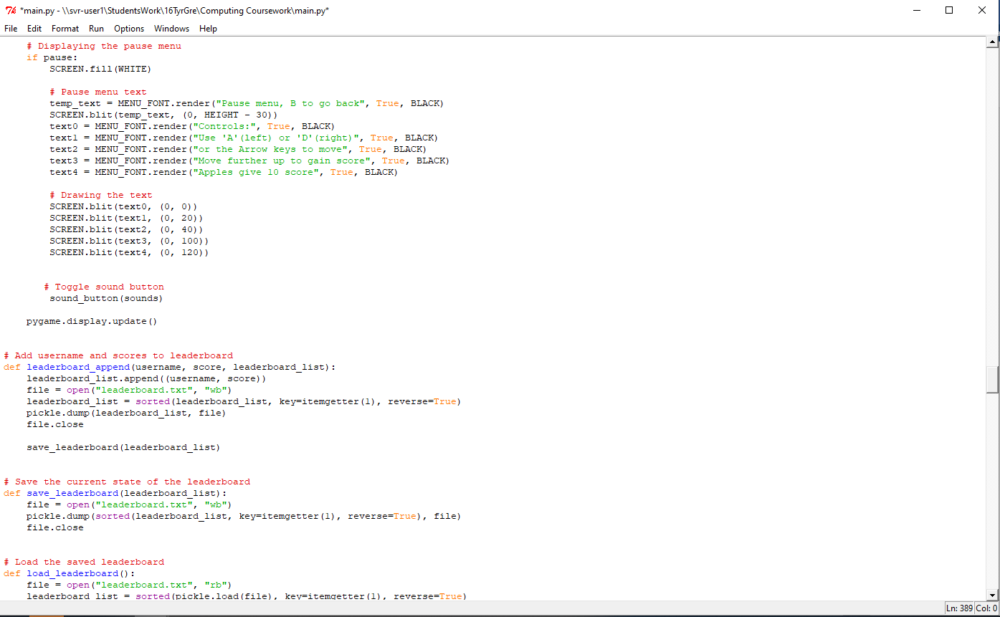 *main.py - \\svr-user1\StudentsWork\16TyrGre\Computing Coursework\main.py*
File Edit Format Run Options Windows Help
# Displaying the pause menu
if pause:
SCREEN.fill(WHITE)
# Pause menu text
temp_text = MENU_FONT.render("Pause menu, B to go back", True, BLACK)
SCREEN.blit(temp_text, (0, HEIGHT - 30))
text0 = MENU_FONT.render("Controls:", True, BLACK)
text1 = MENU_FONT.render("Use 'A'(left) or 'D'(right)", True, BLACK)
text2 = MENU_FONT.render("or the Arrow keys to move", True, BLACK)
text3 = MENU_FONT.render("Move further up to gain score", True, BLACK)
text4 = MENU_FONT.render("Apples give 10 score", True, BLACK)
# Drawing the text
SCREEN.blit(text0, (0, 0))
SCREEN.blit(text1, (0, 20))
SCREEN.blit(text2, (0, 40))
SCREEN.blit(text3, (0, 100))
SCREEN.blit(text4, (0, 120))
# Toggle sound button
sound_button(sounds)
pygame.display.update()
# Add username and scores to leaderboard
def leaderboard_append(username, score, leaderboard_list):
leaderboard_list.append((username, score))
file = open("leaderboard.txt", "wb")
leaderboard_list = sorted(leaderboard_list, key=itemgetter(1), reverse=True)
pickle.dump(leaderboard_list, file)
file.close
save_leaderboard(leaderboard_list)
# Save the current state of the leaderboard
def save_leaderboard(leaderboard_list):
file = open("leaderboard.txt", "wb")
pickle.dump(sorted(leaderboard_list, key=itemgetter(1), reverse=True), file)
file.close
# Load the saved leaderboard
def load_leaderboard():
file = open("leaderboard.txt", "rb")
leaderboard_list = sorted(pickle.load(file), key=itemgetter(1), reverse=True)
Ln: 389 Col: 0